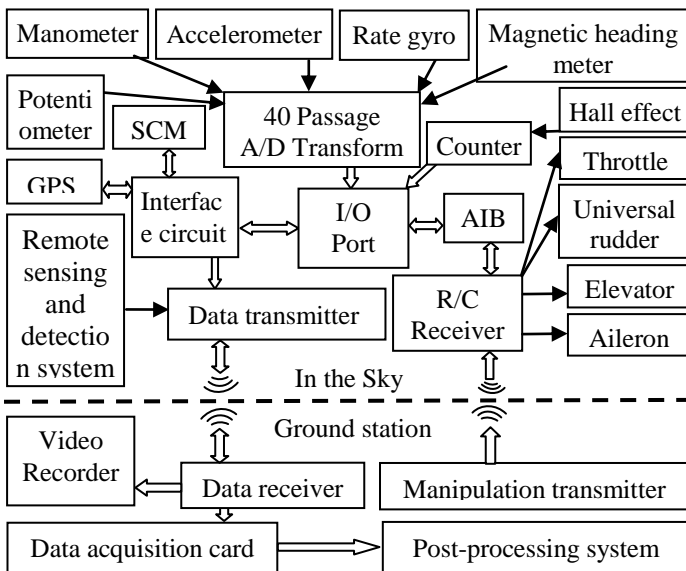 Manometer
Accelerometer
Rate gyro
Magnetic heading
meter
Potenti
ometer
SCM
40 Passage
A/D Transform
Counter
Hall effect
Throttle
GPS
Interfac
e circuit
I/O
Port
AIB
Universal
rudder
Remote
sensing
and
detectio
n system
Data transmitter
R/C
Receiver
Elevator
Aileron
In the Sky
Ground station
Video
Recorder
Data receiver
Manipulation transmitter
Data acquisition card
Post-processing system